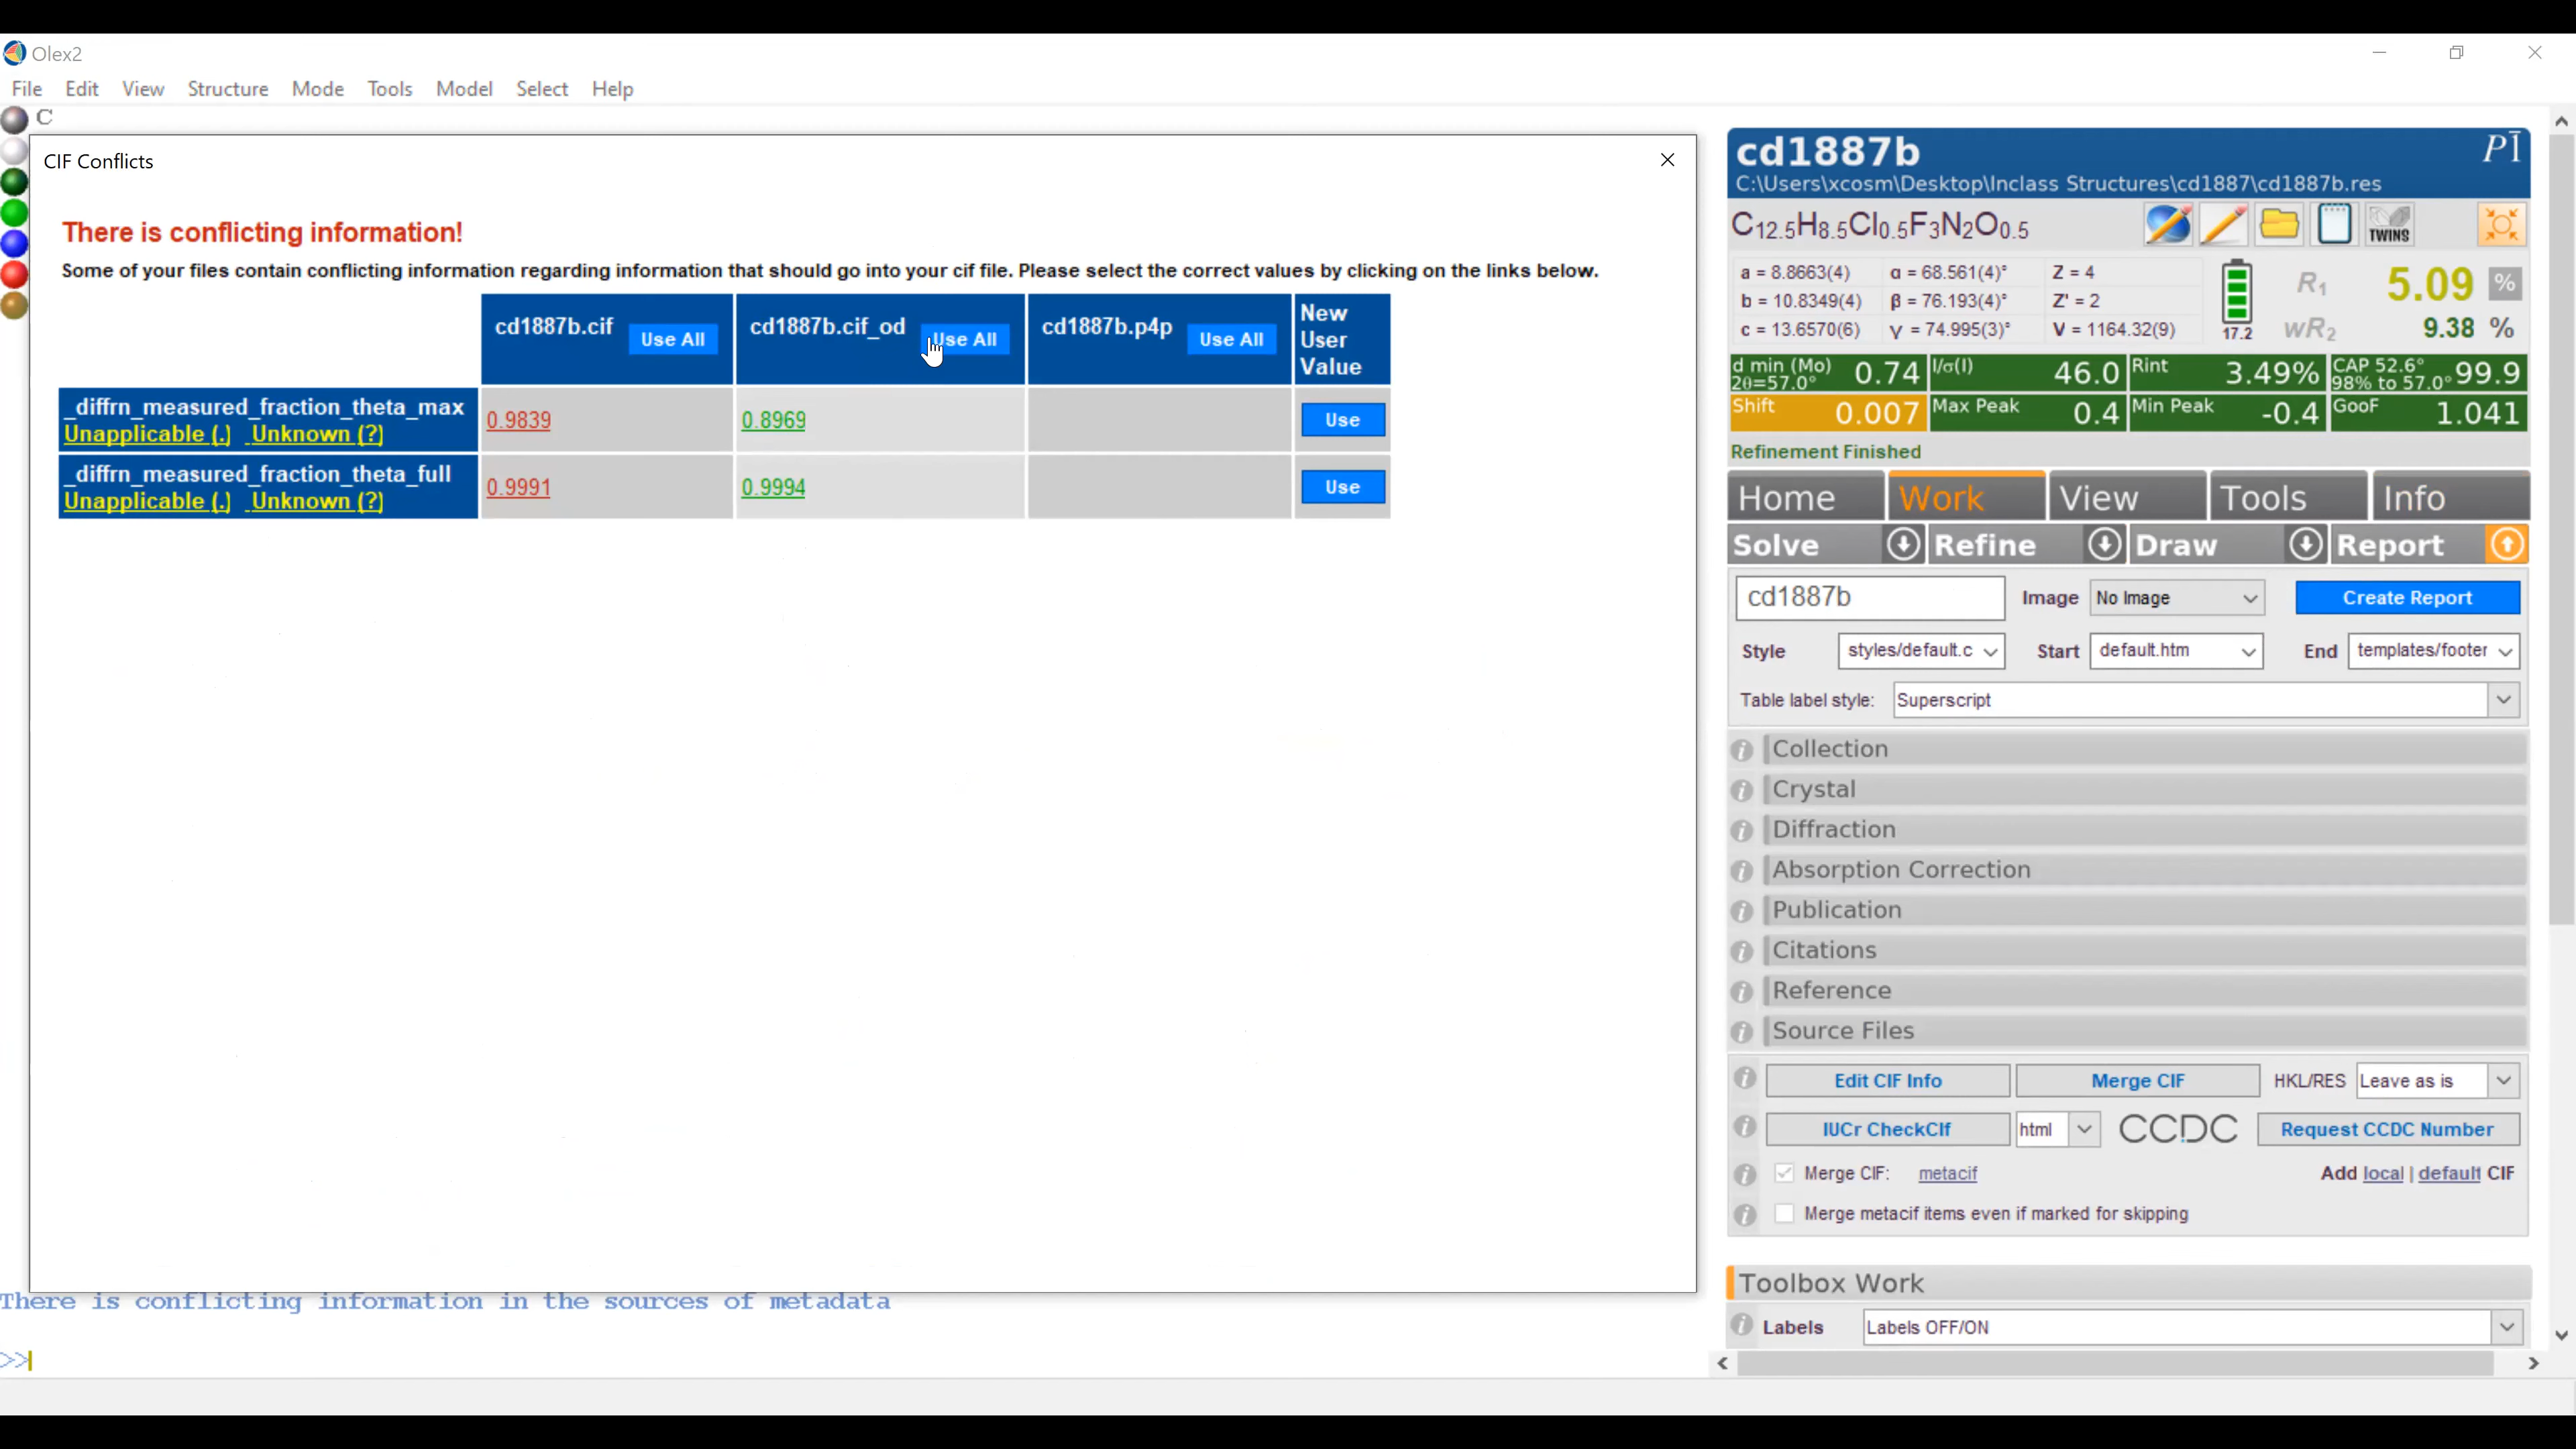 Olex2
File Edit View Structure Mode Tools Model Select Help
C
CIF Conflicts
There is conflicting information!
Some of your files contain conflicting information regarding information that should go into your cif file. Please select the correct values by clicking on the links below.
cd1887b.cif Use All cd1887b.cif_od Use All cd1887b.p4p Use All New User Value
_diffrn_measured_fraction_theta_max 0.9839 0.8969 Use
Unapplicable (.) Unknown (?)
_diffrn_measured_fraction_theta_full 0.9991 0.9994 Use
Unapplicable (.) Unknown (?)
There is conflicting information in the sources of metadata
>>
cd1887b P1̅
C:\Users\xcosm\Desktop\Inclass Structures\cd1887\cd1887b.res
C12.5H8.5Cl0.5F3N2O0.5 TWINS
a = 8.8663(4) α = 68.561(4)° Z = 4
b = 10.8349(4) β = 76.193(4)° Z' = 2
c = 13.6570(6) γ = 74.995(3)° V = 1164.32(9)
17.2
R1 5.09 %
wR2 9.38 %
d min (Mo) 2θ=57.0° 0.74 I/σ(I) 46.0 Rint 3.49% CAP 52.6° 98% to 57.0° 99.9
Shift 0.007 Max Peak 0.4 Min Peak -0.4 GooF 1.041
Refinement Finished
Home Work View Tools Info
Solve Refine Draw Report
cd1887b Image No Image Create Report
Style styles/default.c Start default.htm End templates/footer
Table label style: Superscript
Collection
Crystal
Diffraction
Absorption Correction
Publication
Citations
Reference
Source Files
Edit CIF Info Merge CIF HKL/RES Leave as is
IUCr CheckCIf html CCDC Request CCDC Number
Merge CIF: metacif Add local | default CIF
Merge metacif items even if marked for skipping
Toolbox Work
Labels Labels OFF/ON